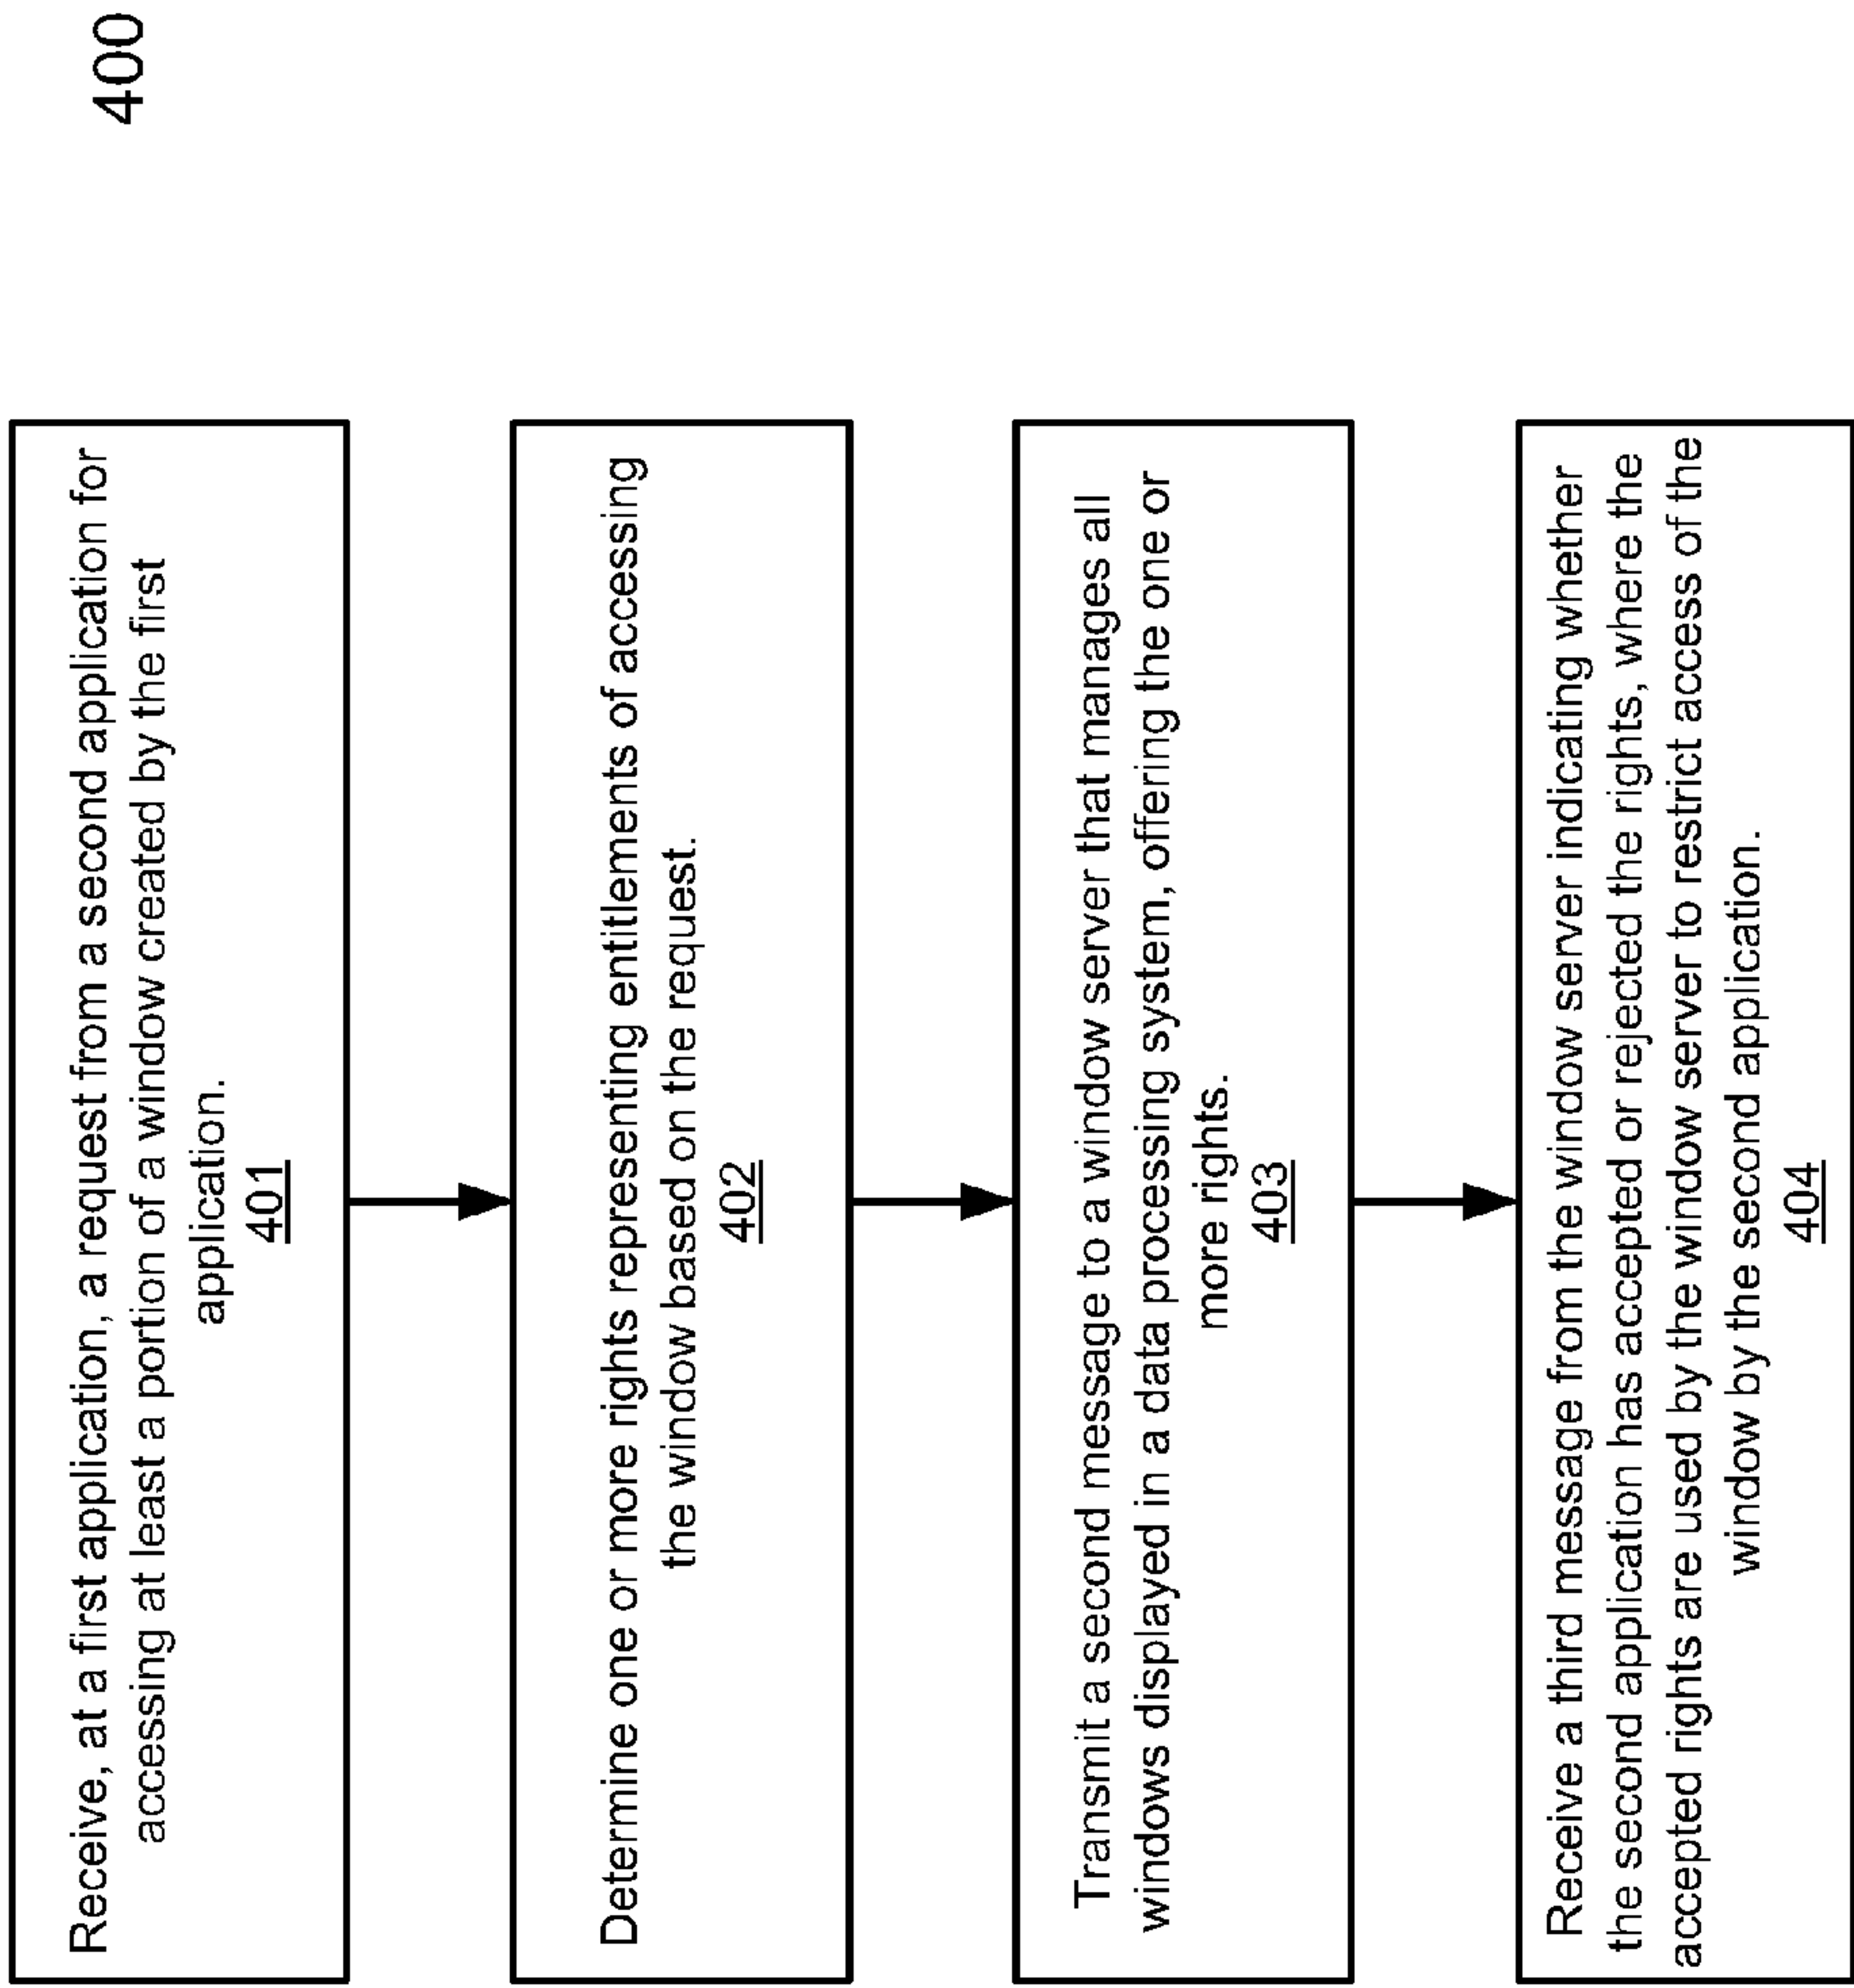 400
Receive, at a first application, a request from a second application for
accessing at least a portion of a window created by the first
application.
401
Determine one or more rights representing entitlements of accessing
the window based on the request.
402
Transmit a second message to a window server that manages all
windows displayed in a data processing system, offering the one or
more rights.
403
Receive a third message from the window server indicating whether
the second application has accepted or rejected the rights, where the
accepted rights are used by the window server to restrict access of the
window by the second application.
404